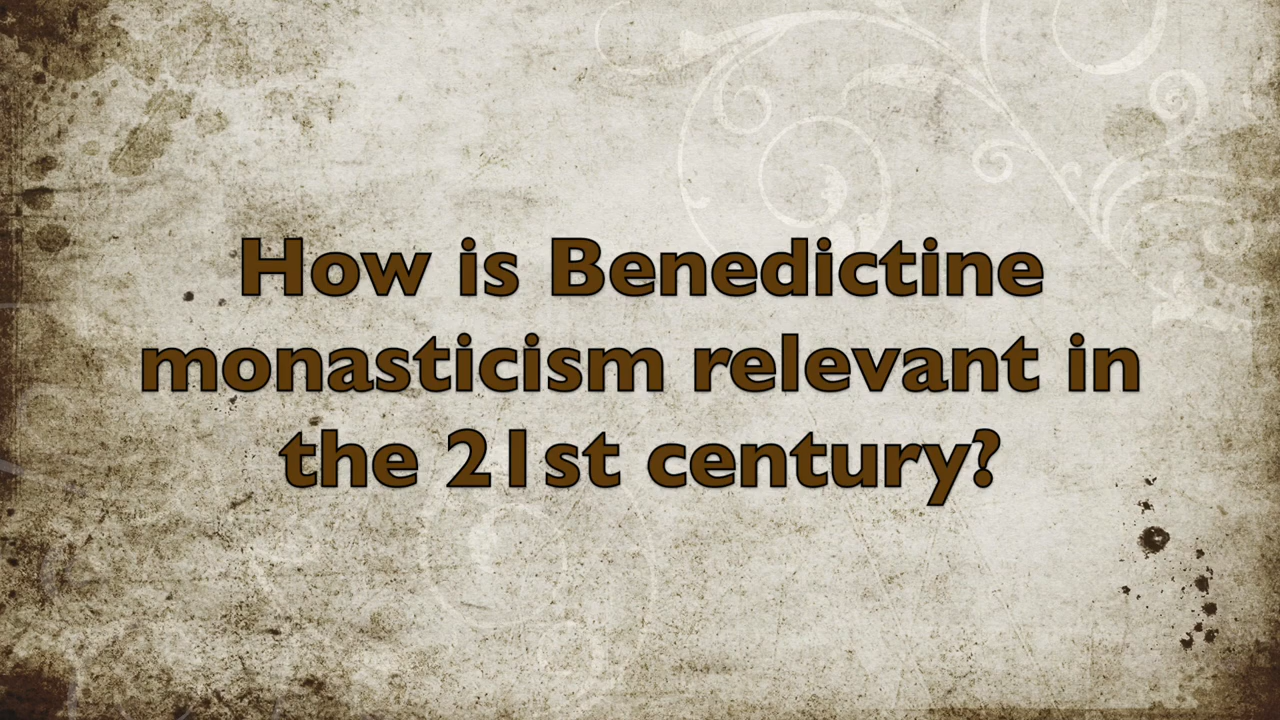 How is Benedictine
monasticism relevant in
the 21st century?